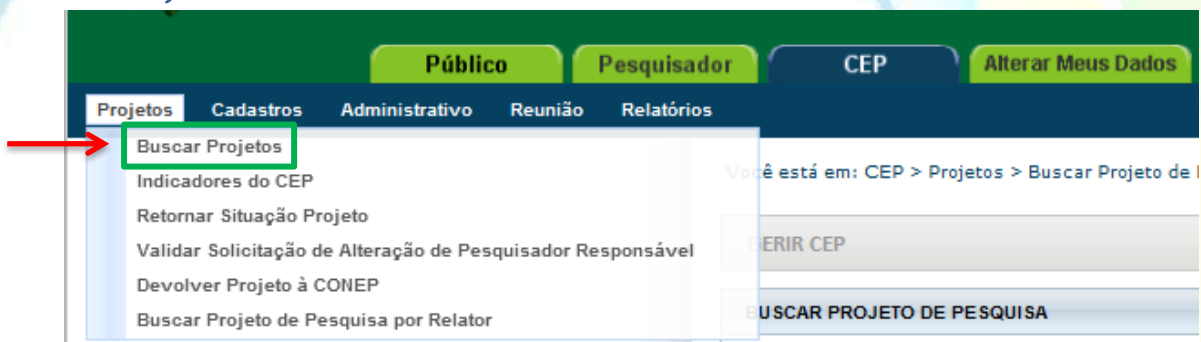 Público Pesquisador CEP Alterar Meus Dados
Projetos Cadastros Administrativo Reunião Relatórios
Buscar Projetos
Indicadores do CEP
Retornar Situação Projeto
Validar Solicitação de Alteração de Pesquisador Responsável
Devolver Projeto à CONEP
Buscar Projeto de Pesquisa por Relator
Você está em: CEP > Projetos > Buscar Projeto de
GERIR CEP
BUSCAR PROJETO DE PESQUISA